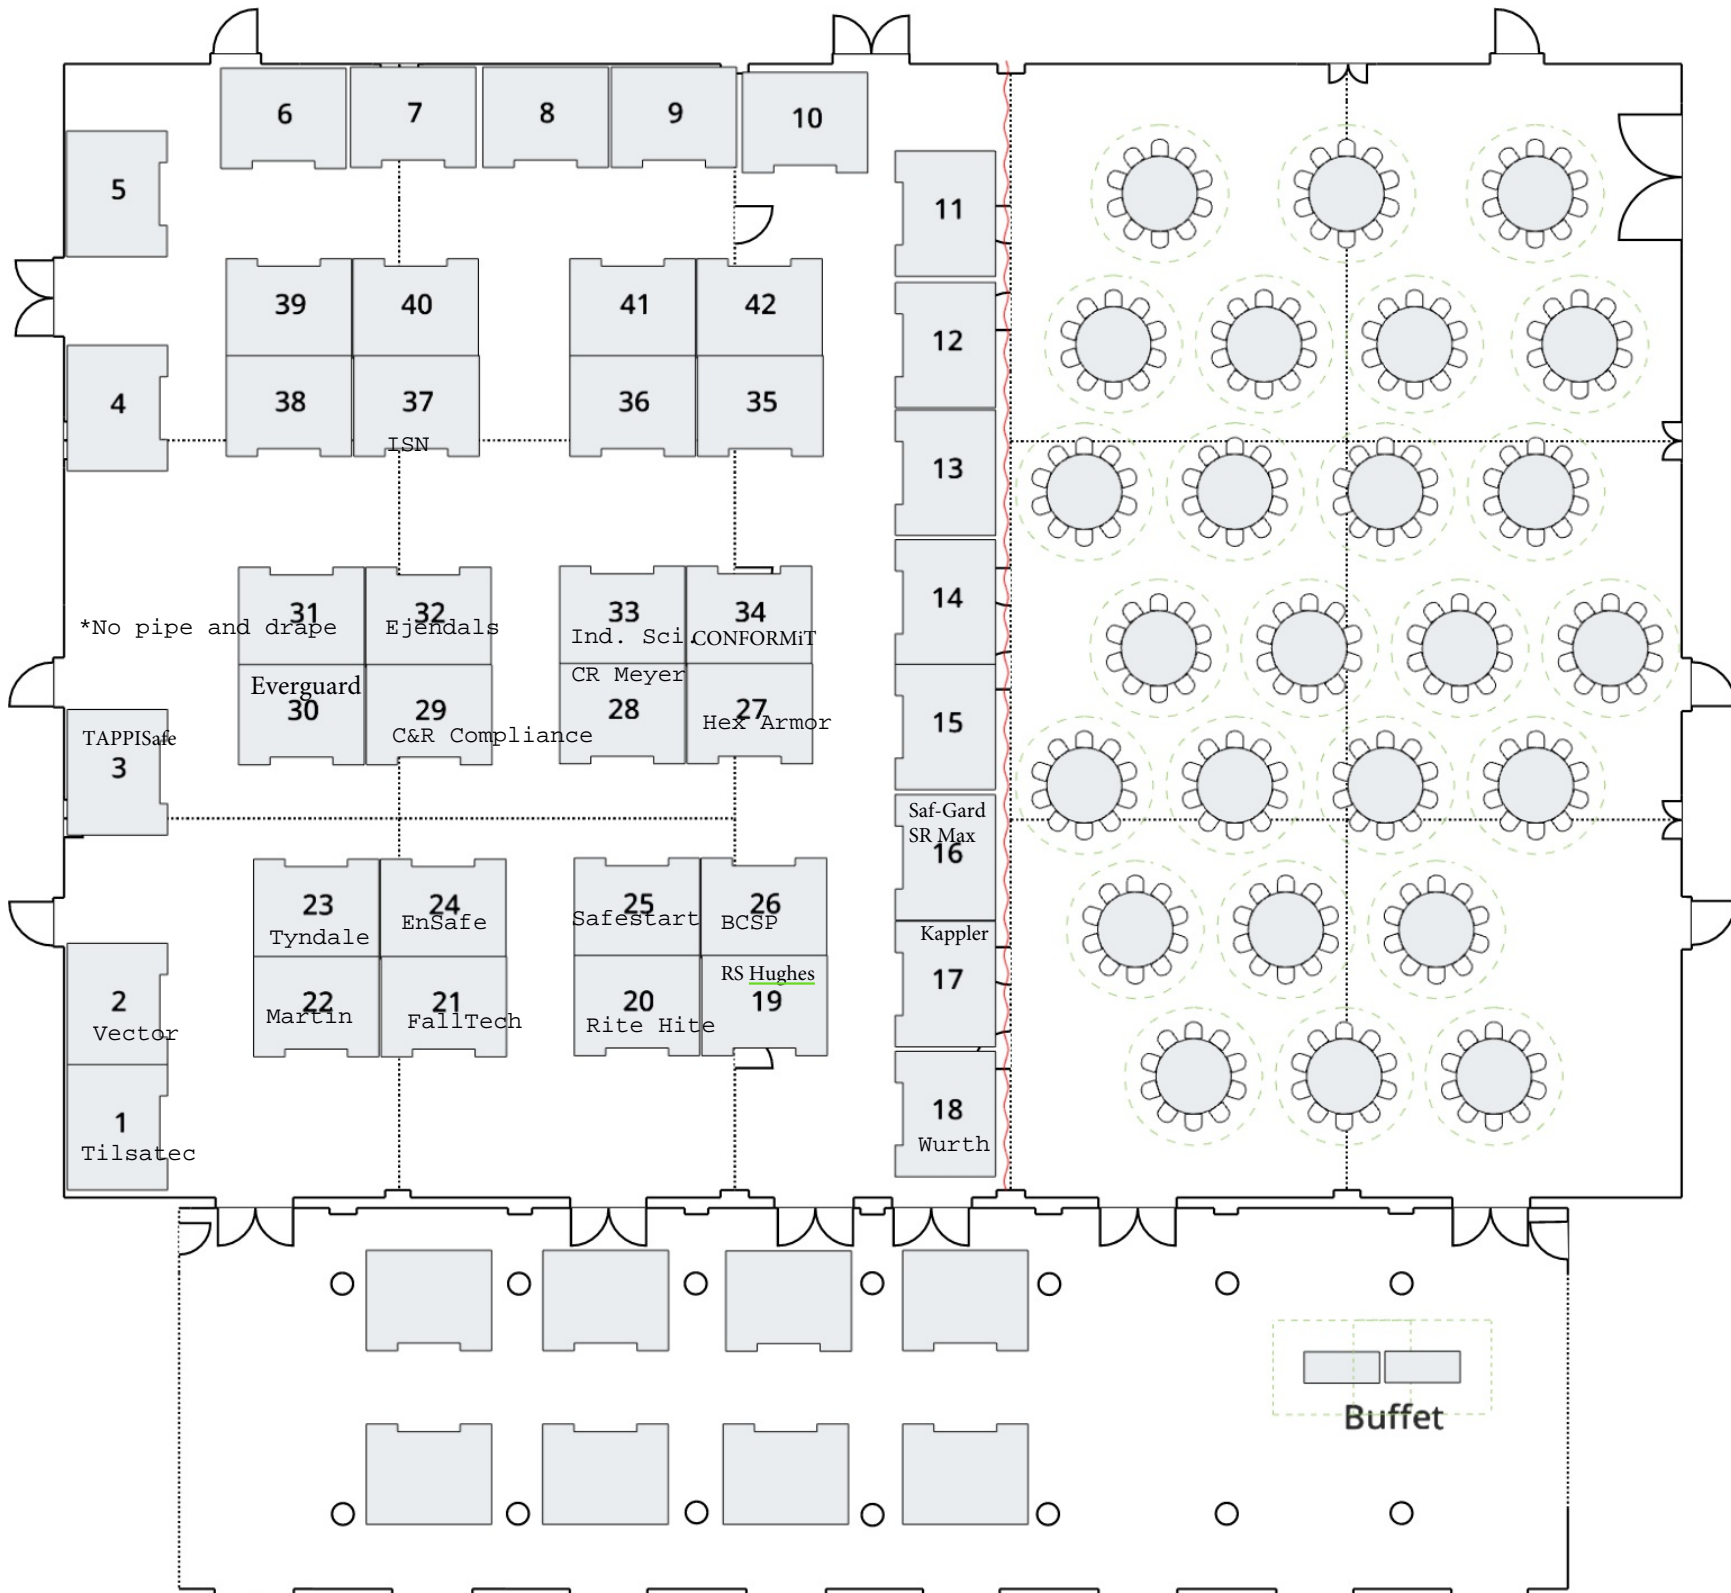 6
7
8
9
10
5
11
39
40
41
42
12
4
38
37
36
35
ISN
13
14
31
32
33
34
*No pipe and drape
Ejendals
Ind. Sci.
CONFORMiT
CR Meyer
Everguard
30
29
28
27
C&R Compliance
Hex Armor
15
TAPPISafe
3
Saf-Gard
SR Max
16
23
24
25
26
Tyndale
EnSafe
Safestart
BCSP
Kappler
17
RS Hughes
2
22
21
20
19
Vector
Martin
FallTech
Rite Hite
1
Tilsatec
18
Wurth
Buffet